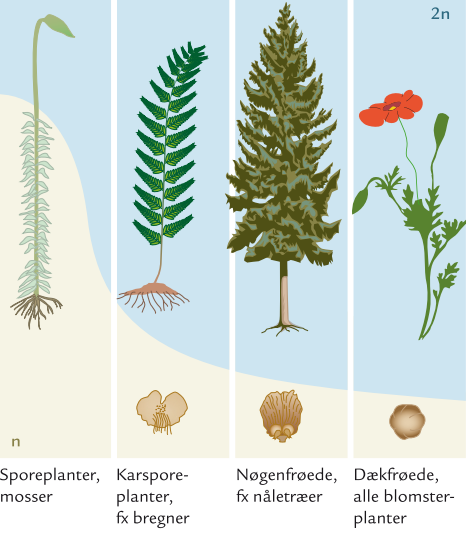 2n
n
Sporeplanter,
mosser
Karspore-
planter,
fx bregner
Nøgenfrøede,
fx nåletræer
Dækfrøede,
alle blomster-
planter